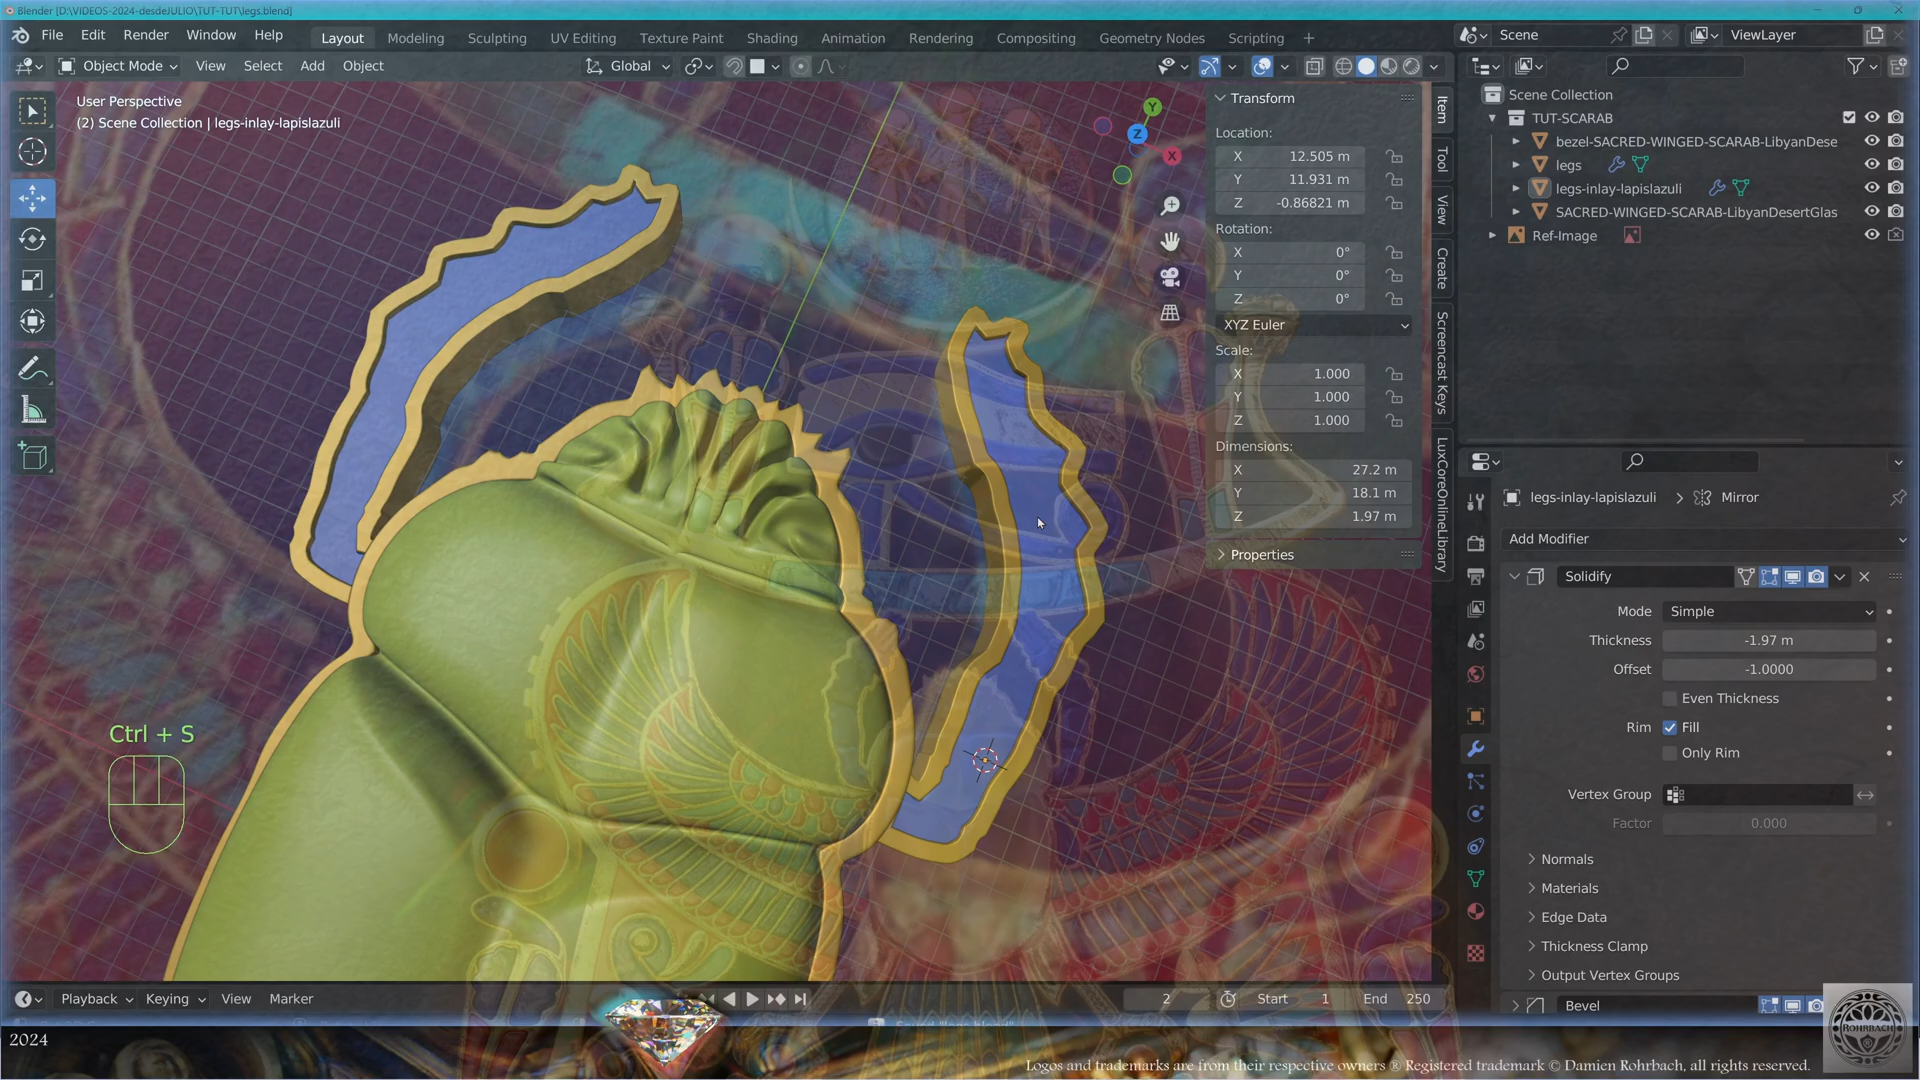 Blender [D:\VIDEOS-2024-desdeJULIO\TUT-TUT\legs.blend]
File Edit Render Window Help
Layout Modeling Sculpting UV Editing Texture Paint Shading Animation Rendering Compositing Geometry Nodes Scripting +
Scene
ViewLayer
Object Mode View Select Add Object
Global
User Perspective
(2) Scene Collection | legs-inlay-lapislazuli
Transform
Location:
X 12.505 m
Y 11.931 m
Z -0.86821 m
Rotation:
X 0°
Y 0°
Z 0°
XYZ Euler
Scale:
X 1.000
Y 1.000
Z 1.000
Dimensions:
X 27.2 m
Y 18.1 m
Z 1.97 m
Properties
Item
Tool
View
Create
Screencast Keys
LuxCoreOnlineLibrary
Y
Z
X
Scene Collection
TUT-SCARAB
bezel-SACRED-WINGED-SCARAB-LibyanDese
legs
legs-inlay-lapislazuli
SACRED-WINGED-SCARAB-LibyanDesertGlas
Ref-Image
legs-inlay-lapislazuli > Mirror
Add Modifier
Solidify
Mode Simple
Thickness -1.97 m
Offset -1.0000
Even Thickness
Rim Fill
Only Rim
Vertex Group
Factor 0.000
Normals
Materials
Edge Data
Thickness Clamp
Output Vertex Groups
Bevel
Ctrl + S
Playback Keying View Marker
2 Start 1 End 250
Saved "legs.blend"
2024
ROHRBACH
®
Logos and trademarks are from their respective owners ® Registered trademark © Damien Rohrbach, all rights reserved.